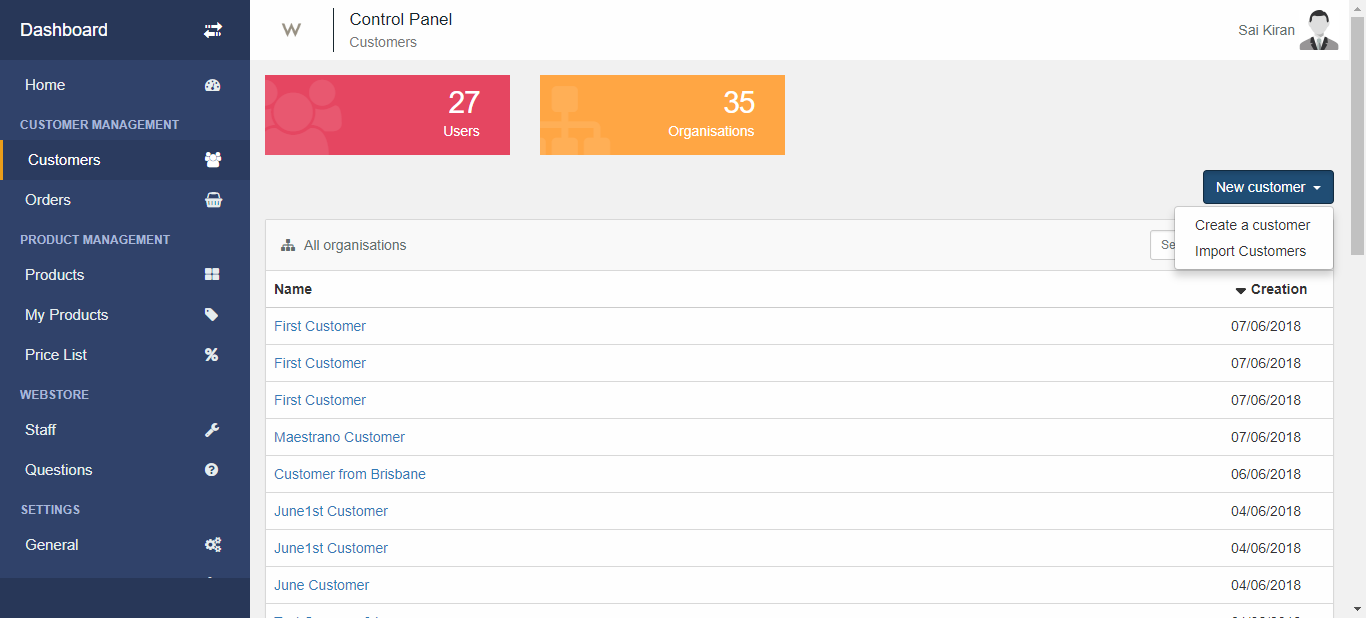 Dashboard
Home
CUSTOMER MANAGEMENT
Customers
Orders
PRODUCT MANAGEMENT
Products
My Products
Price List
WEBSTORE
Staff
Questions
SETTINGS
General
W
Control Panel
Customers
Sai Kiran
27
Users
35
Organisations
New customer
Create a customer
Import Customers
All organisations
Name Creation
First Customer 07/06/2018
First Customer 07/06/2018
First Customer 07/06/2018
Maestrano Customer 07/06/2018
Customer from Brisbane 06/06/2018
June1st Customer 04/06/2018
June1st Customer 04/06/2018
June Customer 04/06/2018